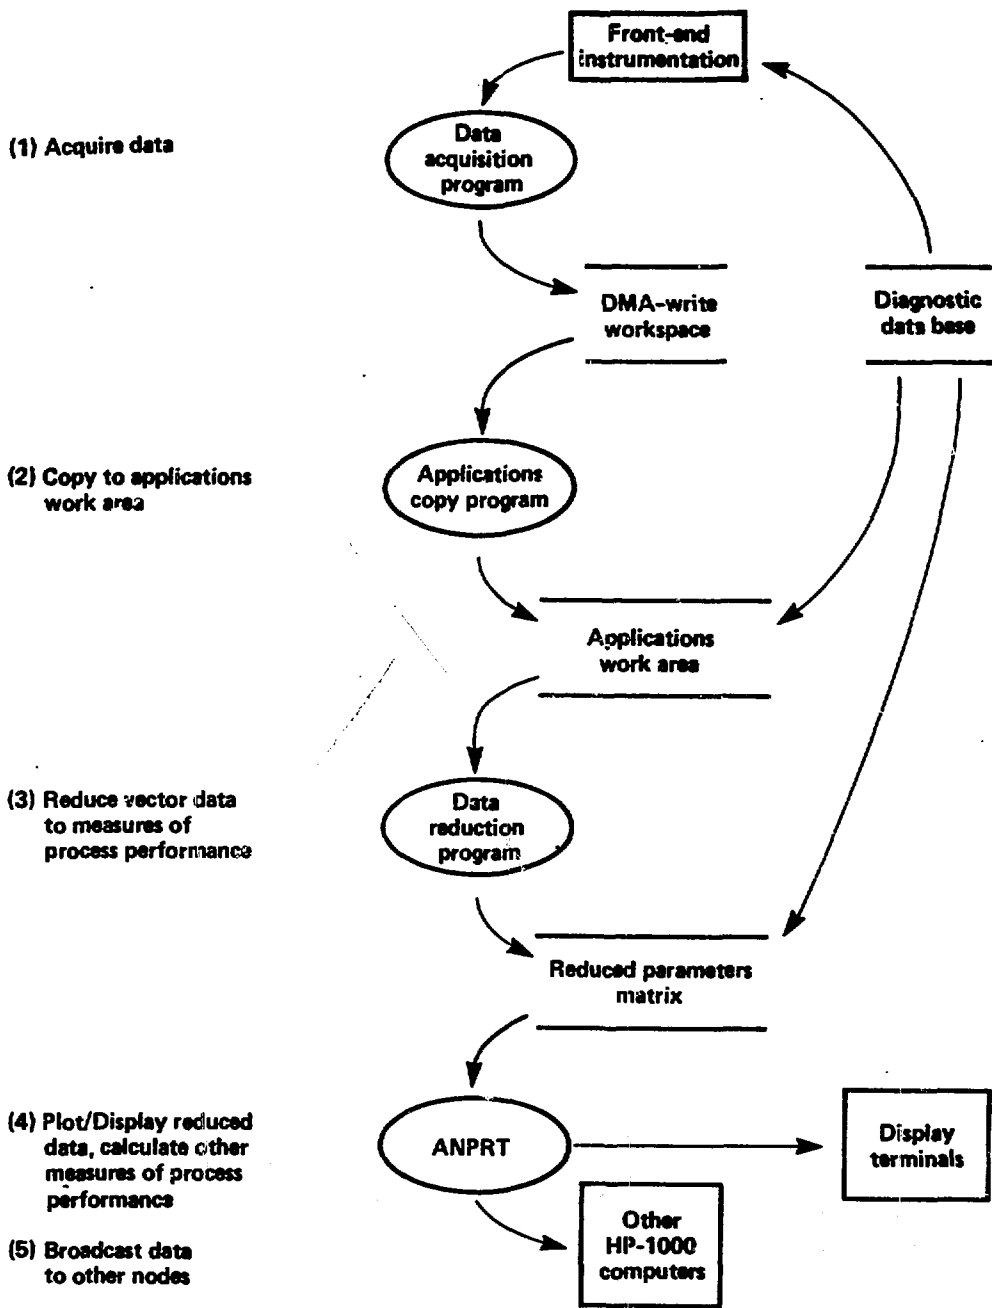 Front-end
instrumentation
(1) Acquire data
Data
acquisition
program
DMA-write
workspace
Diagnostic
data base
(2) Copy to applications
work area
Applications
copy program
Applications
work area
(3) Reduce vector data
to measures of
process performance
Data
reduction
program
Reduced parameters
matrix
(4) Plot/Display reduced
data, calculate other
measures of process
performance
ANPRT
Display
terminals
(5) Broadcast data
to other nodes
Other
HP-1000
computers